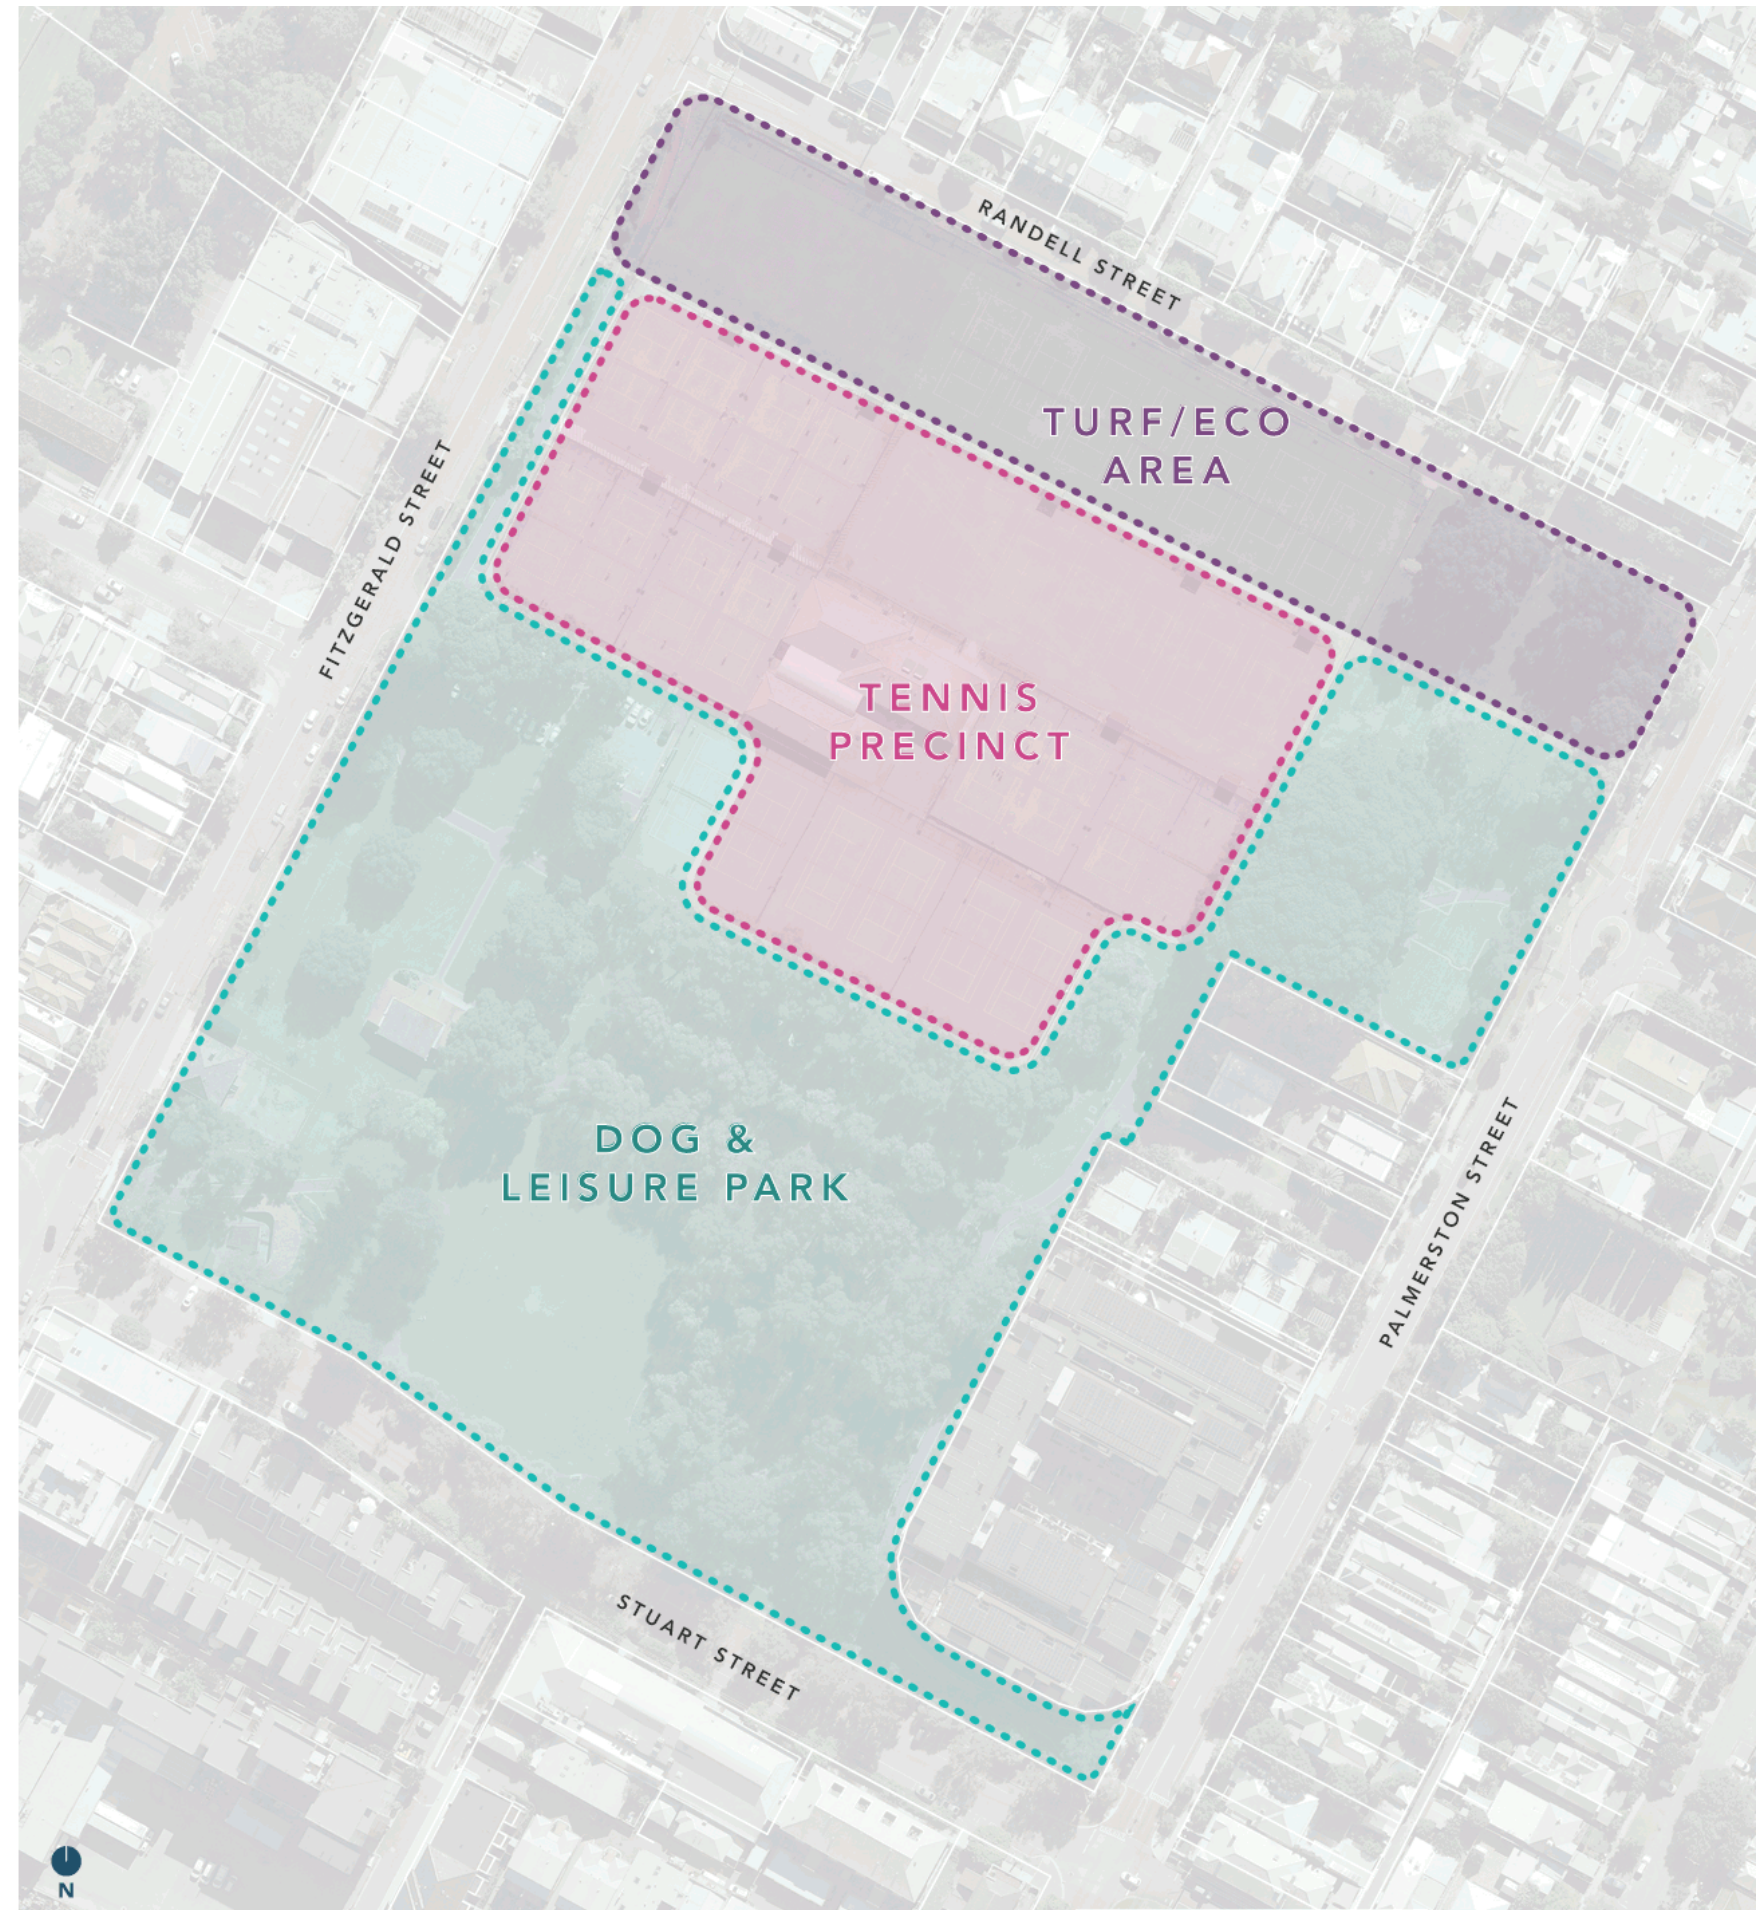 RANDELL STREET
TURF/ECO
AREA
FITZGERALD STREET
TENNIS
PRECINCT
DOG &
LEISURE PARK
PALMERSTON STREET
STUART STREET
N